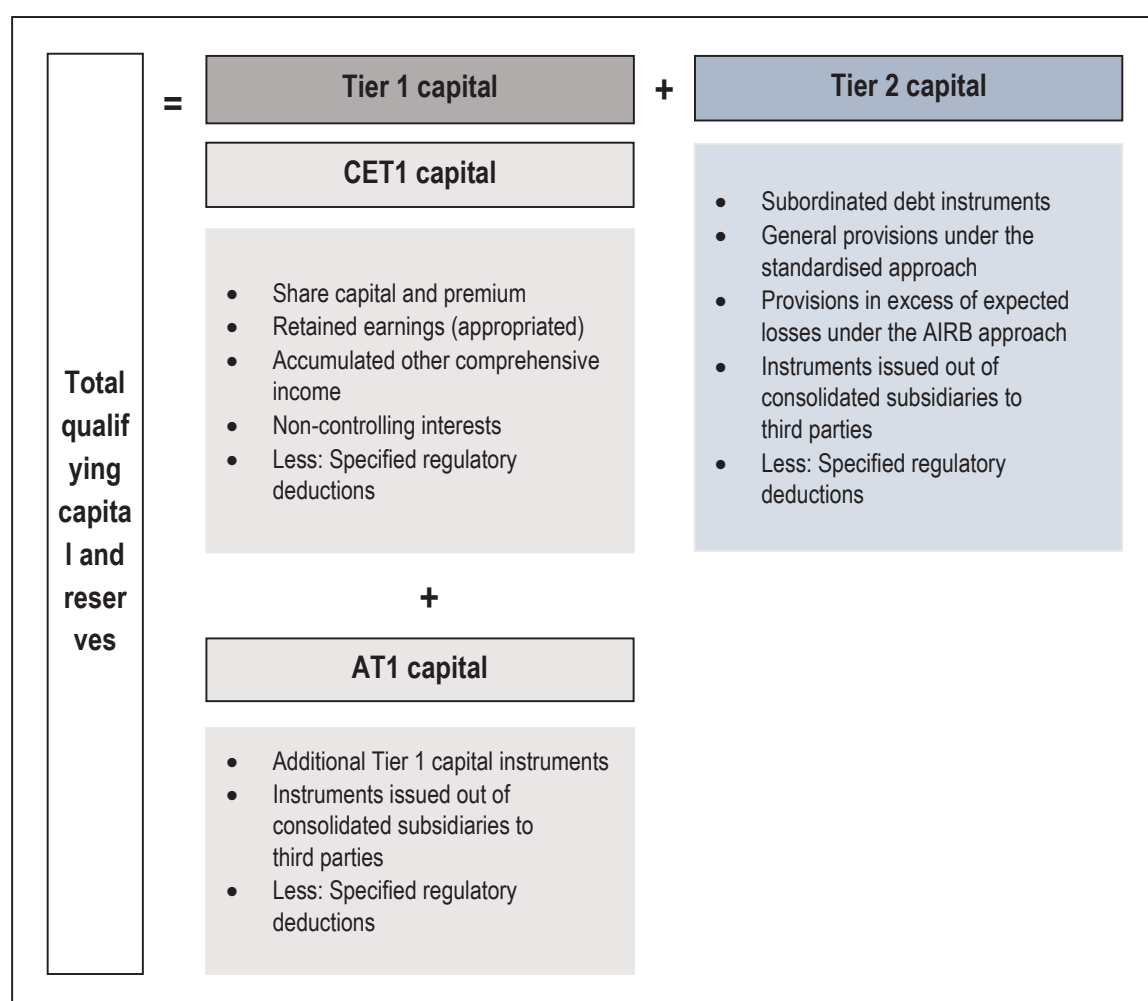 Total
qualif
ying
capita
l and
reser
ves
=
Tier 1 capital
CET1 capital
• Share capital and premium
• Retained earnings (appropriated)
• Accumulated other comprehensive
income
• Non-controlling interests
• Less: Specified regulatory
deductions
+
AT1 capital
• Additional Tier 1 capital instruments
• Instruments issued out of
consolidated subsidiaries to
third parties
• Less: Specified regulatory
deductions
+
Tier 2 capital
• Subordinated debt instruments
• General provisions under the
standardised approach
• Provisions in excess of expected
losses under the AIRB approach
• Instruments issued out of
consolidated subsidiaries to
third parties
• Less: Specified regulatory
deductions